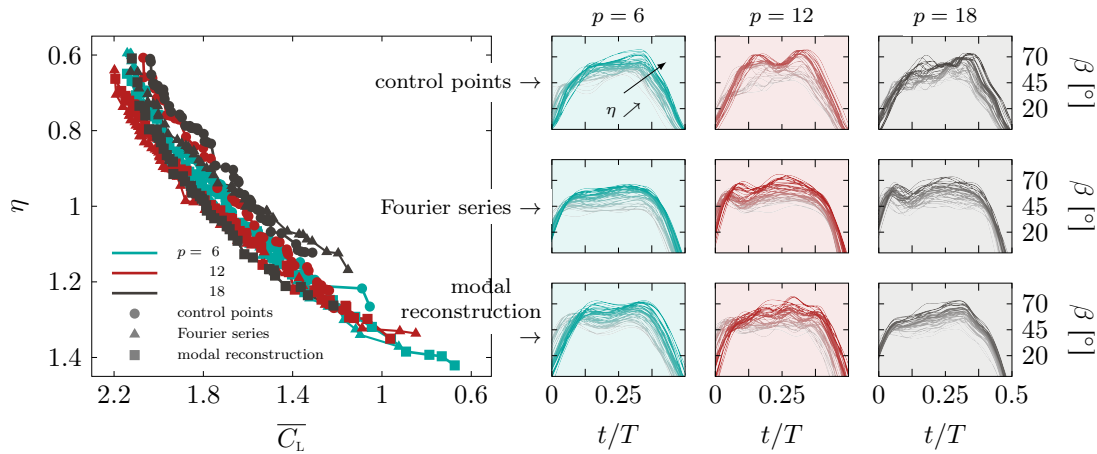 p = 6
p = 12
p = 18
0.6
0.8
1
1.2
1.4
η
2.2
1.8
1.4
1
0.6
C_L
p = 6
12
18
control points
Fourier series
modal reconstruction
control points →
η ↗
70
45
20
β [°]
Fourier series →
70
45
20
β [°]
modal
reconstruction
→
70
45
20
β [°]
0
0.25
0
0.25
0
0.25
0.5
t/T
t/T
t/T